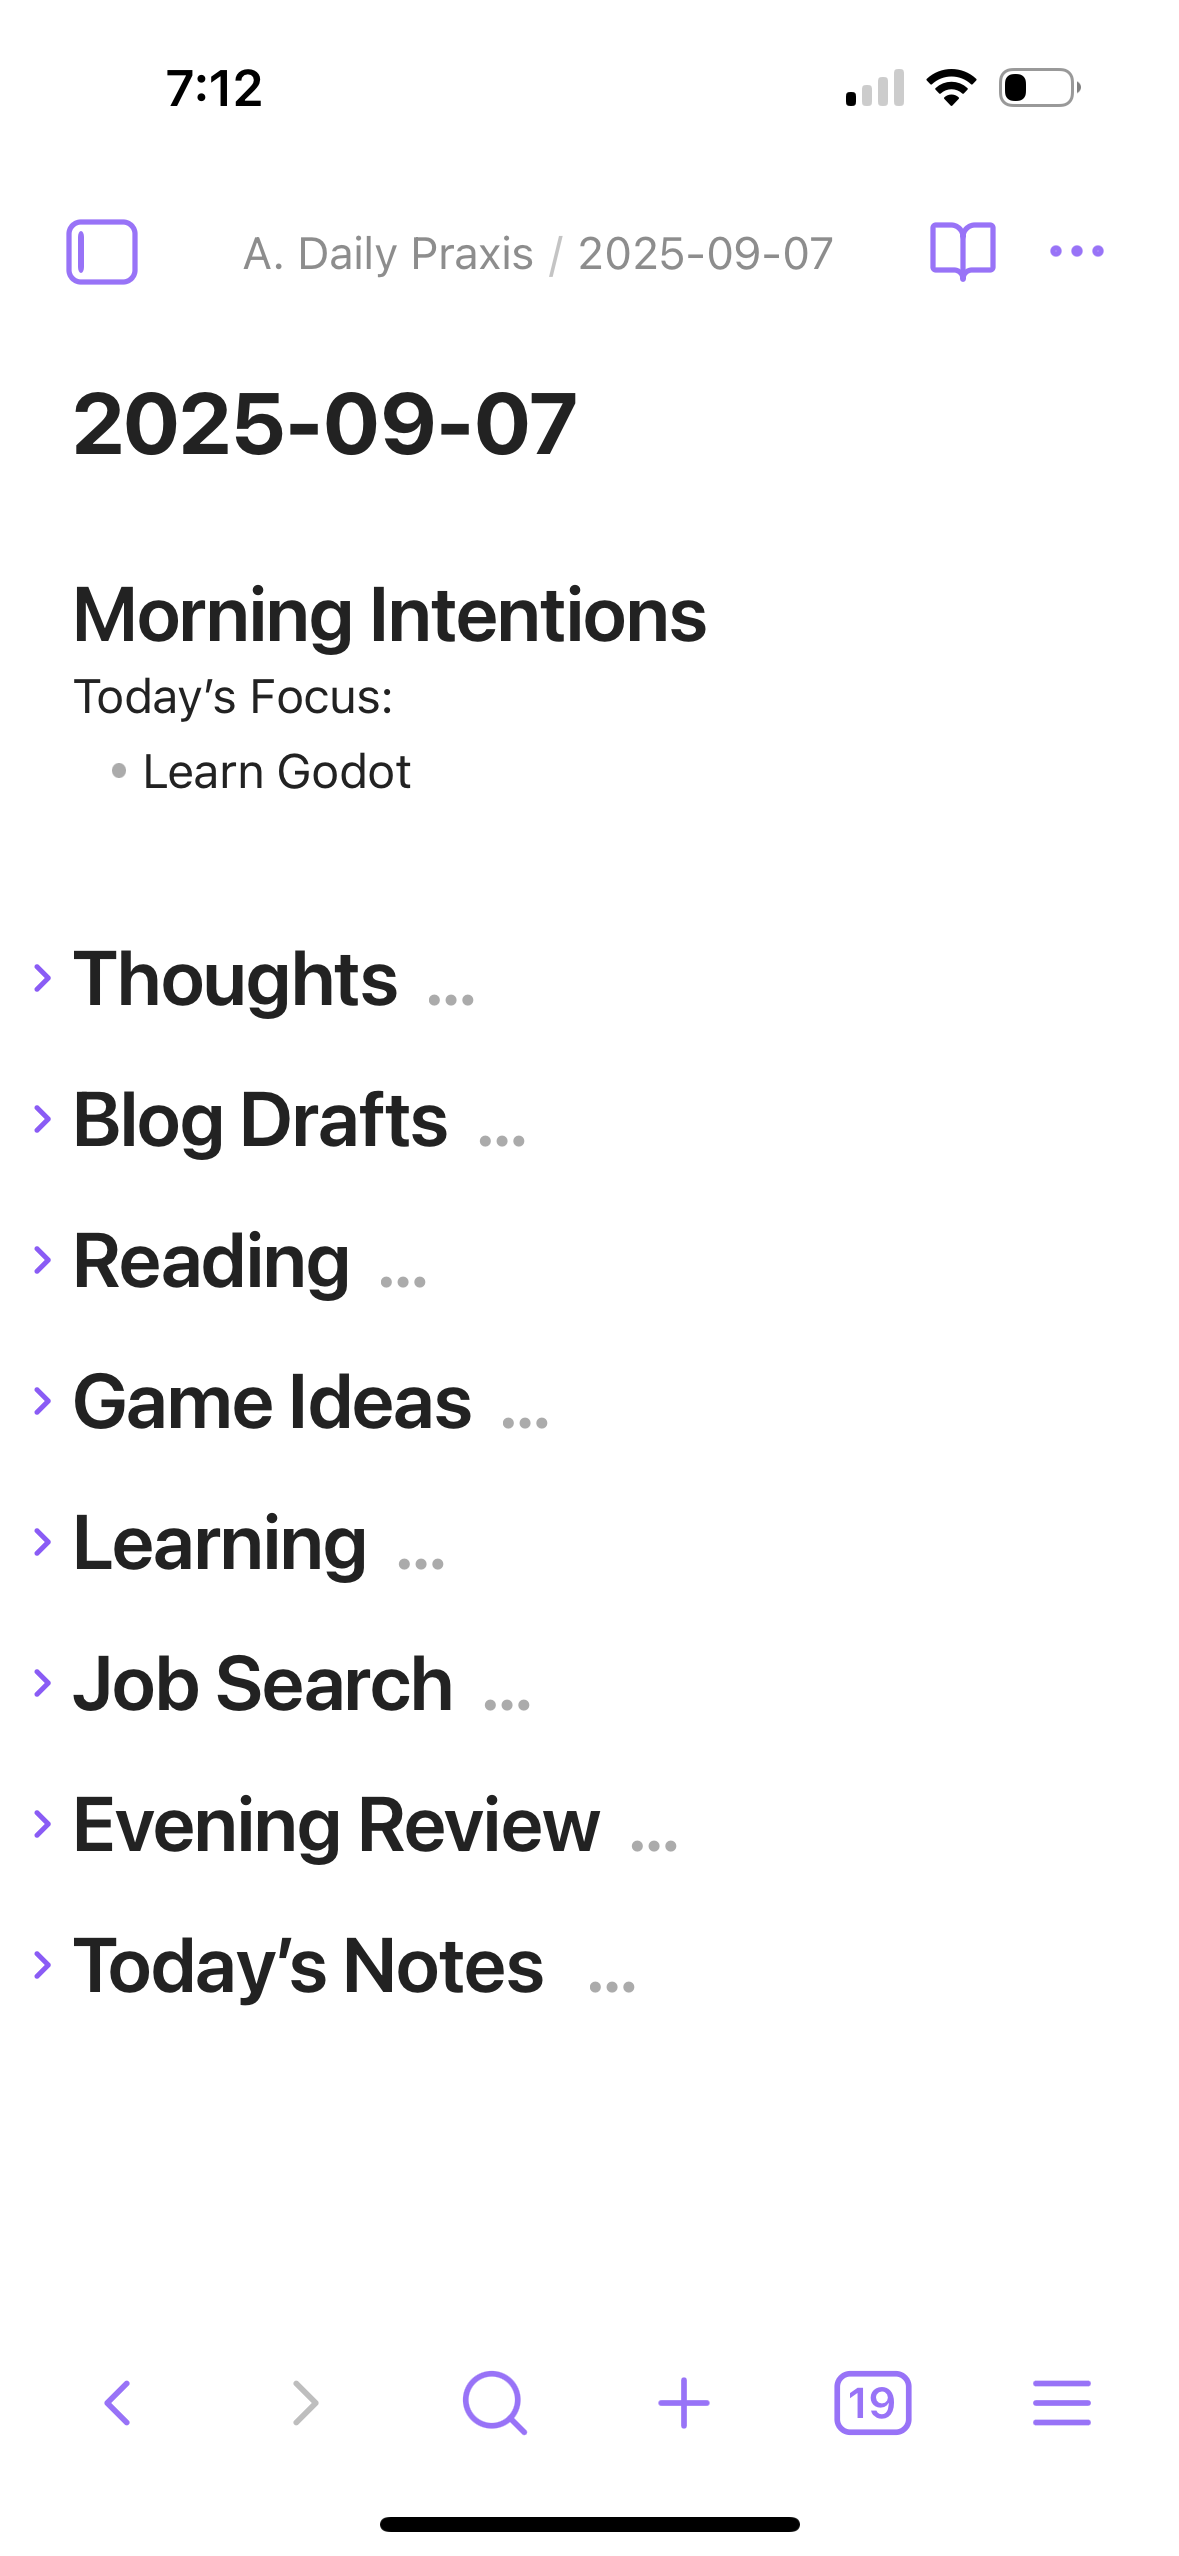 7:12
A. Daily Praxis / 2025-09-07
2025-09-07
Morning Intentions
Today’s Focus:
• Learn Godot
Thoughts ...
Blog Drafts ...
Reading ...
Game Ideas ...
Learning ...
Job Search ...
Evening Review ...
Today’s Notes ...
19